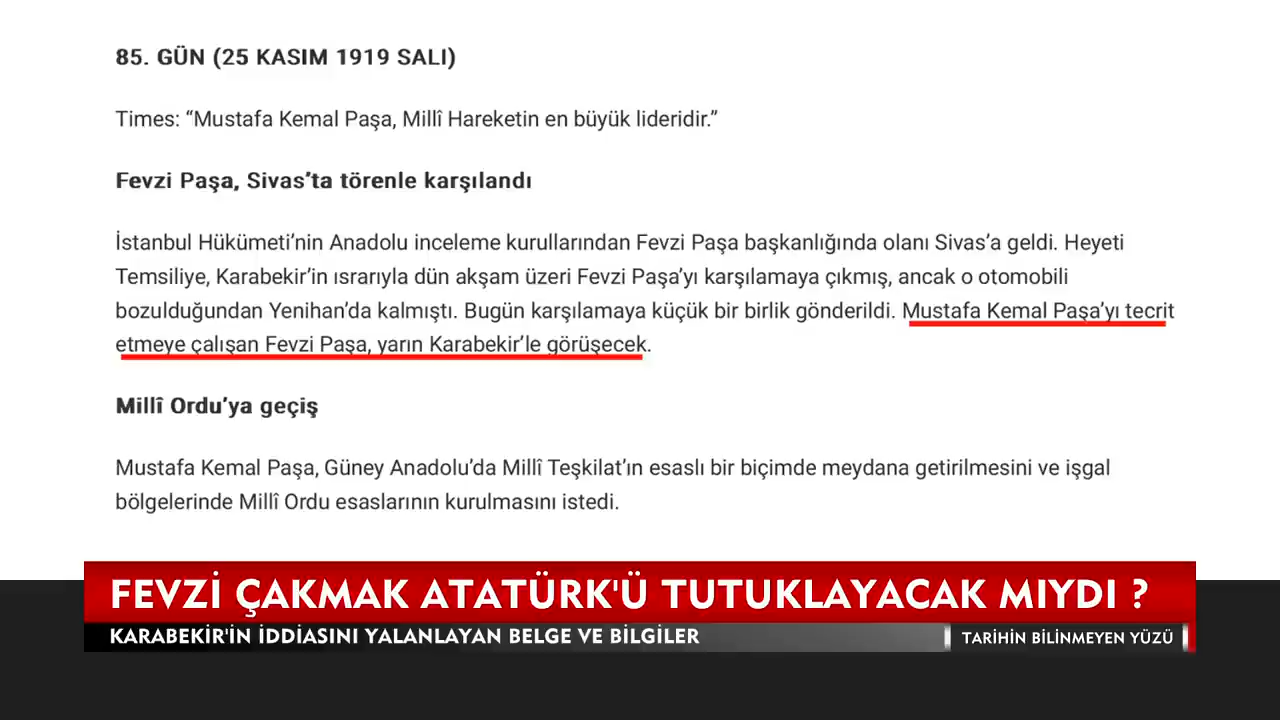 85. GÜN (25 KASIM 1919 SALI)
Times: “Mustafa Kemal Paşa, Millî Hareketin en büyük lideridir.”
Fevzi Paşa, Sivas’ta törenle karşılandı
İstanbul Hükümeti’nin Anadolu inceleme kurullarından Fevzi Paşa başkanlığında olanı Sivas’a geldi. Heyeti
Temsiliye, Karabekir’in ısrarıyla dün akşam üzeri Fevzi Paşa’yı karşılamaya çıkmış, ancak o otomobili
bozulduğundan Yenihan’da kalmıştı. Bugün karşılamaya küçük bir birlik gönderildi. Mustafa Kemal Paşa’yı tecrit
etmeye çalışan Fevzi Paşa, yarın Karabekir’le görüşecek.
Millî Ordu’ya geçiş
Mustafa Kemal Paşa, Güney Anadolu’da Millî Teşkilat’ın esaslı bir biçimde meydana getirilmesini ve işgal
bölgelerinde Millî Ordu esaslarının kurulmasını istedi.
FEVZİ ÇAKMAK ATATÜRK'Ü TUTUKLAYACAK MIYDI ?
KARABEKİR'İN İDDİASINI YALANLAYAN BELGE VE BİLGİLER
TARİHİN BİLİNMEYEN YÜZÜ